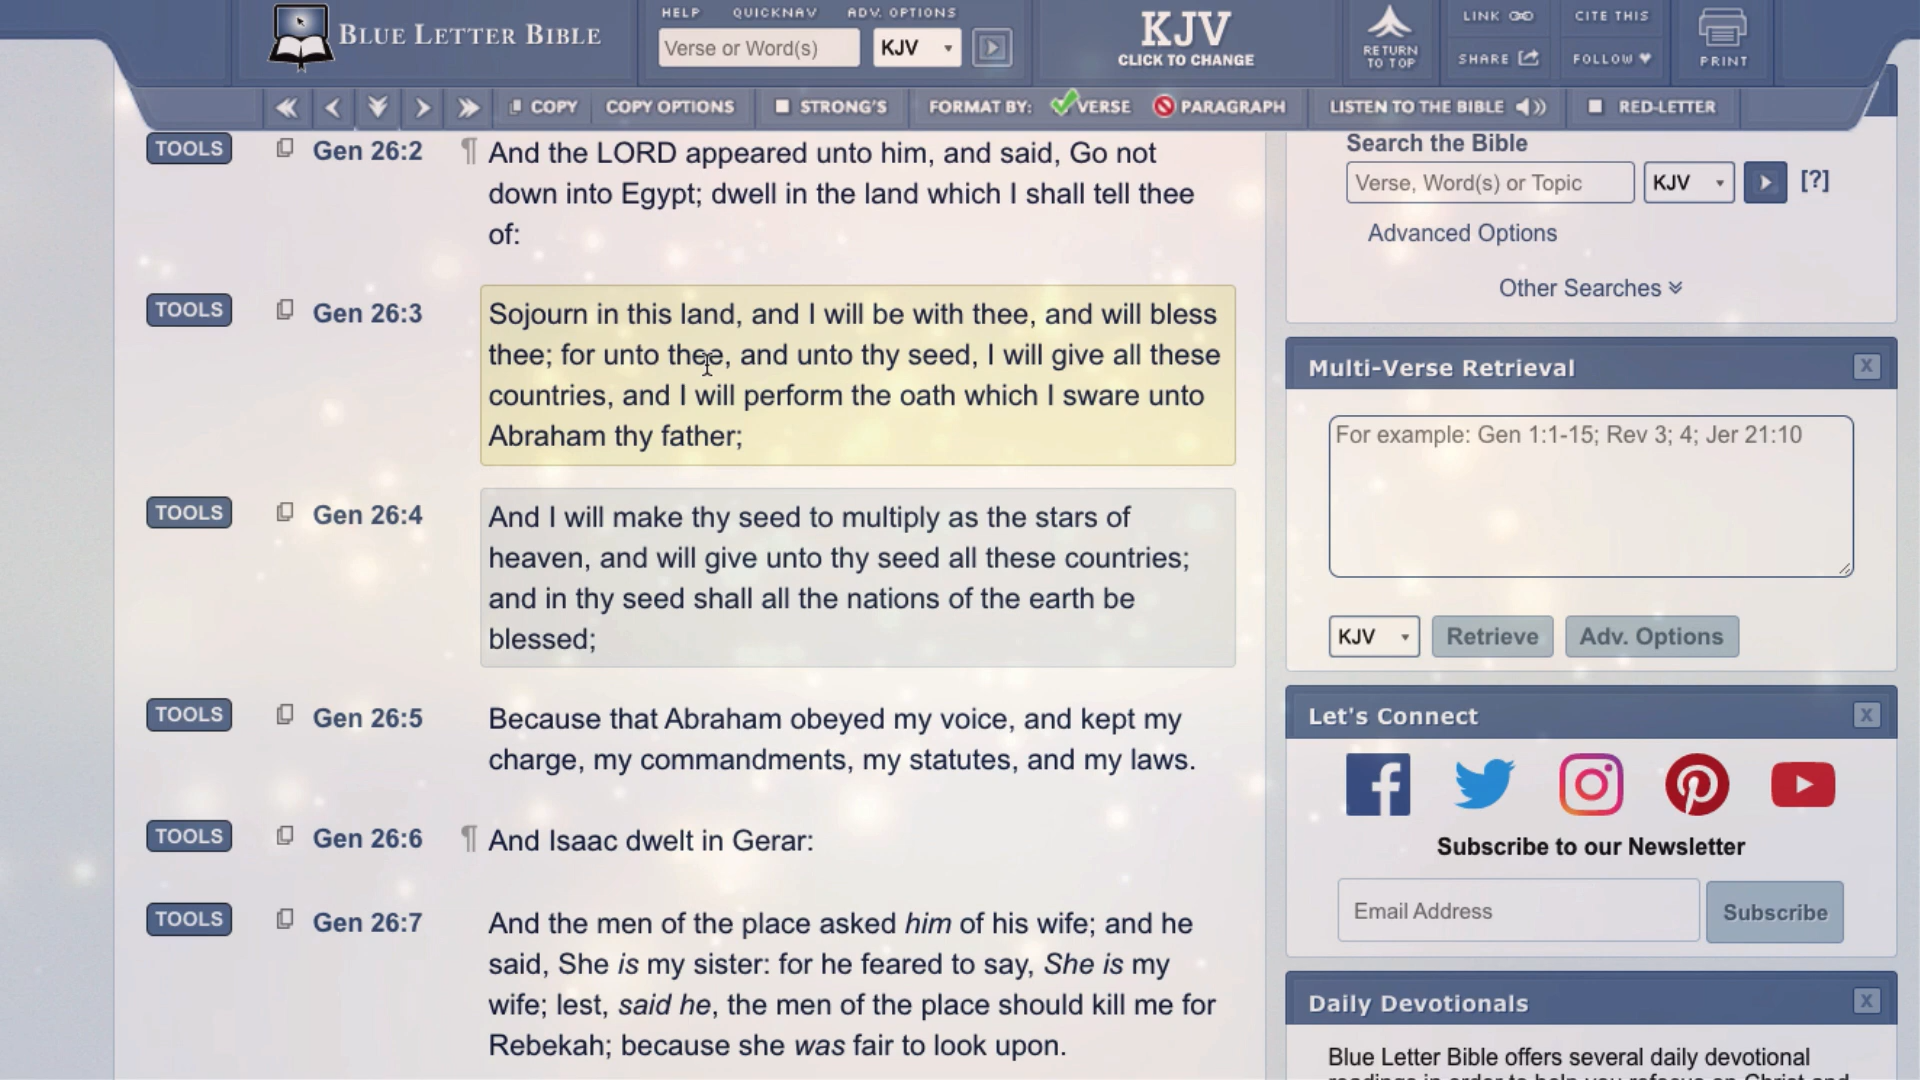 BLUE LETTER BIBLE
HELP QUICKNAV ADV. OPTIONS
Verse or Word(s) KJV
KJV
CLICK TO CHANGE
RETURN
TO TOP
LINK
SHARE
CITE THIS
FOLLOW
PRINT
COPY COPY OPTIONS STRONG'S FORMAT BY: VERSE PARAGRAPH LISTEN TO THE BIBLE RED-LETTER
TOOLS Gen 26:2 ¶ And the LORD appeared unto him, and said, Go not
down into Egypt; dwell in the land which I shall tell thee
of:
TOOLS Gen 26:3 Sojourn in this land, and I will be with thee, and will bless
thee; for unto thee, and unto thy seed, I will give all these
countries, and I will perform the oath which I sware unto
Abraham thy father;
TOOLS Gen 26:4 And I will make thy seed to multiply as the stars of
heaven, and will give unto thy seed all these countries;
and in thy seed shall all the nations of the earth be
blessed;
TOOLS Gen 26:5 Because that Abraham obeyed my voice, and kept my
charge, my commandments, my statutes, and my laws.
TOOLS Gen 26:6 ¶ And Isaac dwelt in Gerar:
TOOLS Gen 26:7 And the men of the place asked him of his wife; and he
said, She is my sister: for he feared to say, She is my
wife; lest, said he, the men of the place should kill me for
Rebekah; because she was fair to look upon.
Search the Bible
Verse, Word(s) or Topic KJV [?]
Advanced Options
Other Searches
Multi-Verse Retrieval X
For example: Gen 1:1-15; Rev 3; 4; Jer 21:10
KJV Retrieve Adv. Options
Let's Connect X
Subscribe to our Newsletter
Email Address Subscribe
Daily Devotionals X
Blue Letter Bible offers several daily devotional